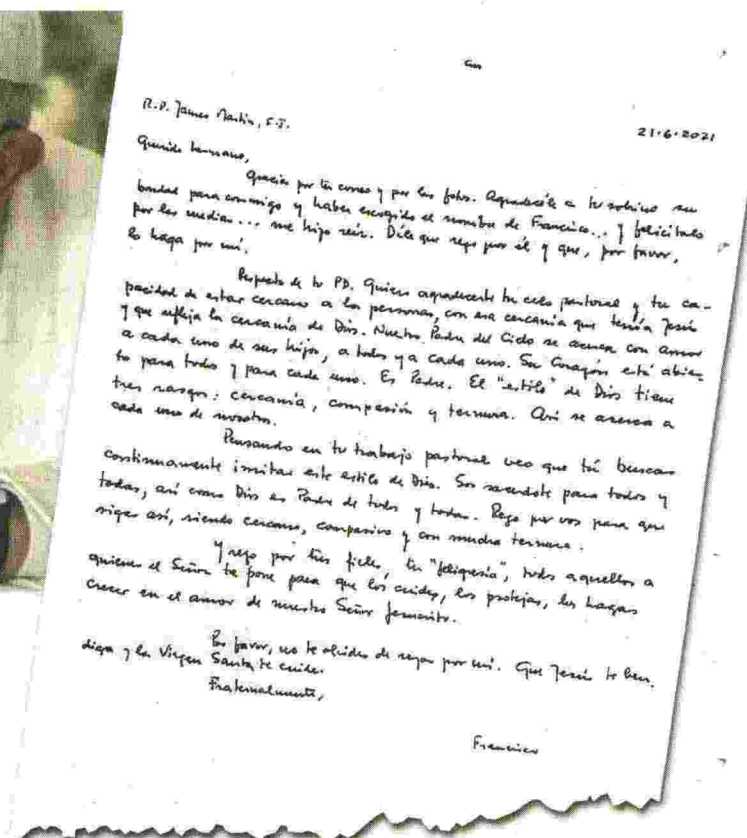 R.P. James Martin, S.J.
21·6·2021
Querido hermano,
Gracias por tu correo y por las fotos. Agradecele a tu sobrino su
bondad para conmigo y haber escogido el nombre de Francisco... y felicítalo
por las medias... me hizo reír. Dile que rezo por él y que, por favor,
lo haga por mí.
Respecto de tu PD. Quiero agradecerte tu celo pastoral y tu ca-
pacidad de estar cercano a las personas, con esa cercanía que tenía Jesús
y que refleja la cercanía de Dios. Nuestro Padre del Cielo se acerca con amor
a cada uno de sus hijos, a todos y a cada uno. Su Corazón está abier-
to para todos y para cada uno. Es Padre. El "estilo" de Dios tiene
tres rasgos: cercanía, compasión y ternura. Así se acerca a
cada uno de nosotros.
Pensando en tu trabajo pastoral veo que tú buscas
continuamente imitar este estilo de Dios. Sos sacerdote para todos y
todas, así como Dios es Padre de todos y todas. Rezo por vos para que
sigas así, siendo cercano, compasivo y con mucha ternura.
Y rezo por tus fieles, tu "feligresía", todos aquellos a
quienes el Señor te pone para que los cuides, los protejas, los hagas
crecer en el amor de nuestro Señor Jesucristo.
Por favor, no te olvides de rezar por mí. Que Jesús te ben-
diga y la Virgen Santa te cuide.
Fraternalmente,
Francisco